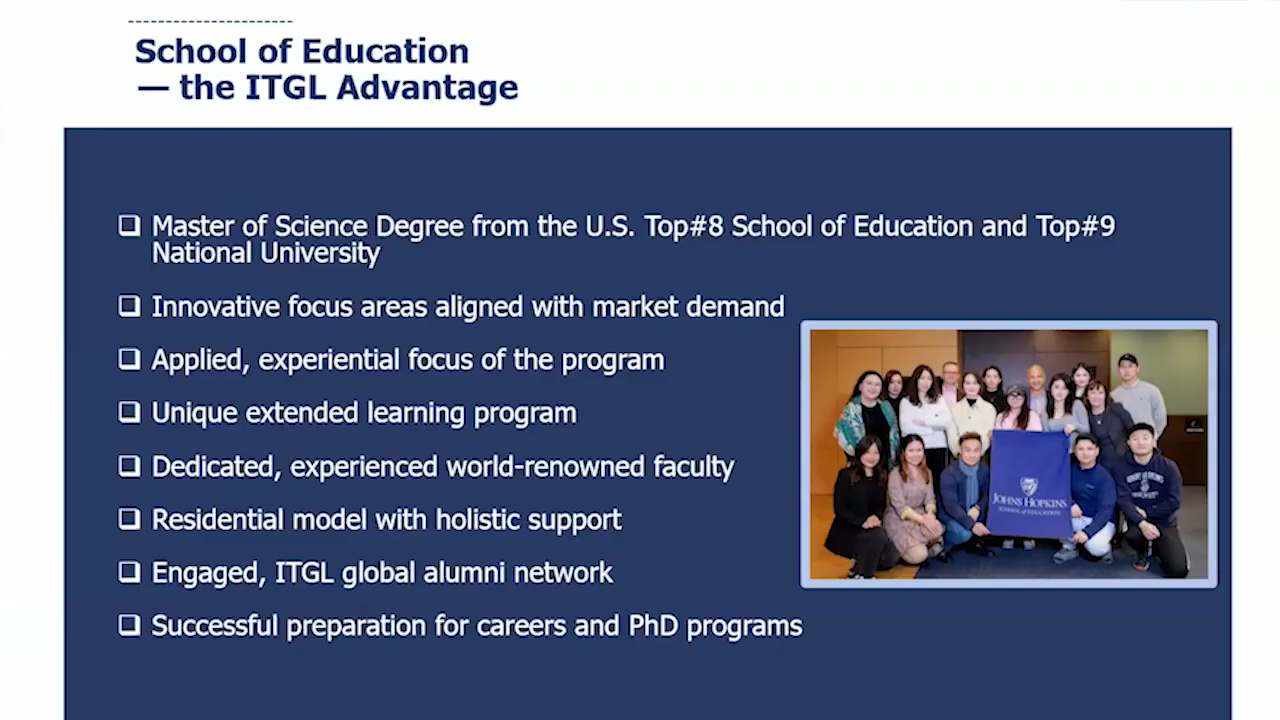 School of Education
— the ITGL Advantage
❑ Master of Science Degree from the U.S. Top#8 School of Education and Top#9
National University
❑ Innovative focus areas aligned with market demand
❑ Applied, experiential focus of the program
❑ Unique extended learning program
❑ Dedicated, experienced world-renowned faculty
❑ Residential model with holistic support
❑ Engaged, ITGL global alumni network
❑ Successful preparation for careers and PhD programs
JOHNS HOPKINS
SCHOOL of EDUCATION